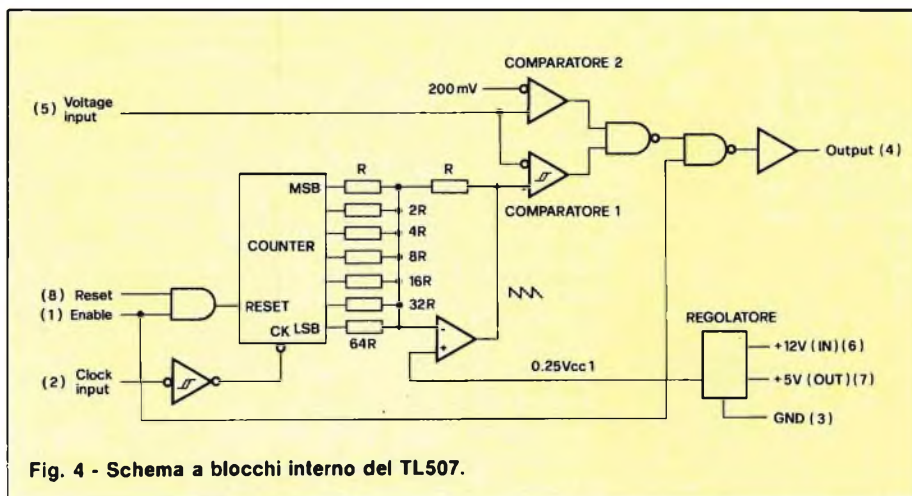 COMPARATORE 2
200 mV
(5) Voltage input
Output (4)
COMPARATORE 1
MSB
R
R
2R
4R
COUNTER
8R
16R
(8) Reset
(1) Enable
RESET
32R
CK LSB
64R
REGOLATORE
+12V (IN) (6)
(2) Clock input
0.25Vcc1
+5V (OUT) (7)
GND (3)
-
+
Fig. 4 - Schema a blocchi interno del TL507.